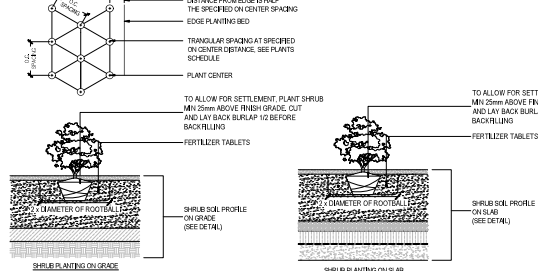 DISTANCE FROM EDGE IS HALF
THE SPECIFIED ON CENTER SPACING
EDGE PLANTING BED
O.C.
SPACING
O.C.
SPACING
TRANGULAR SPACING AT SPECIFIED
ON CENTER DISTANCE, SEE PLANTS
SCHEDULE
PLANT CENTER
TO ALLOW FOR SETTLEMENT, PLANT SHRUB
MIN 25mm ABOVE FINISH GRADE. CUT
AND LAY BACK BURLAP 1/2 BEFORE
BACKFILLING
FERTILIZER TABLETS
2 x DIAMETER OF ROOTBALL
SHRUB SOIL PROFILE
ON GRADE
(SEE DETAIL)
SHRUB PLANTING ON GRADE
TO ALLOW FOR SETT
MIN 25mm ABOVE FIN
AND LAY BACK BURL
BACKFILLING
FERTILIZER TABLETS
2 x DIAMETER OF ROOTBALL
SHRUB SOIL PROFILE
ON SLAB
(SEE DETAIL)
SHRUB PLANTING ON SLAB